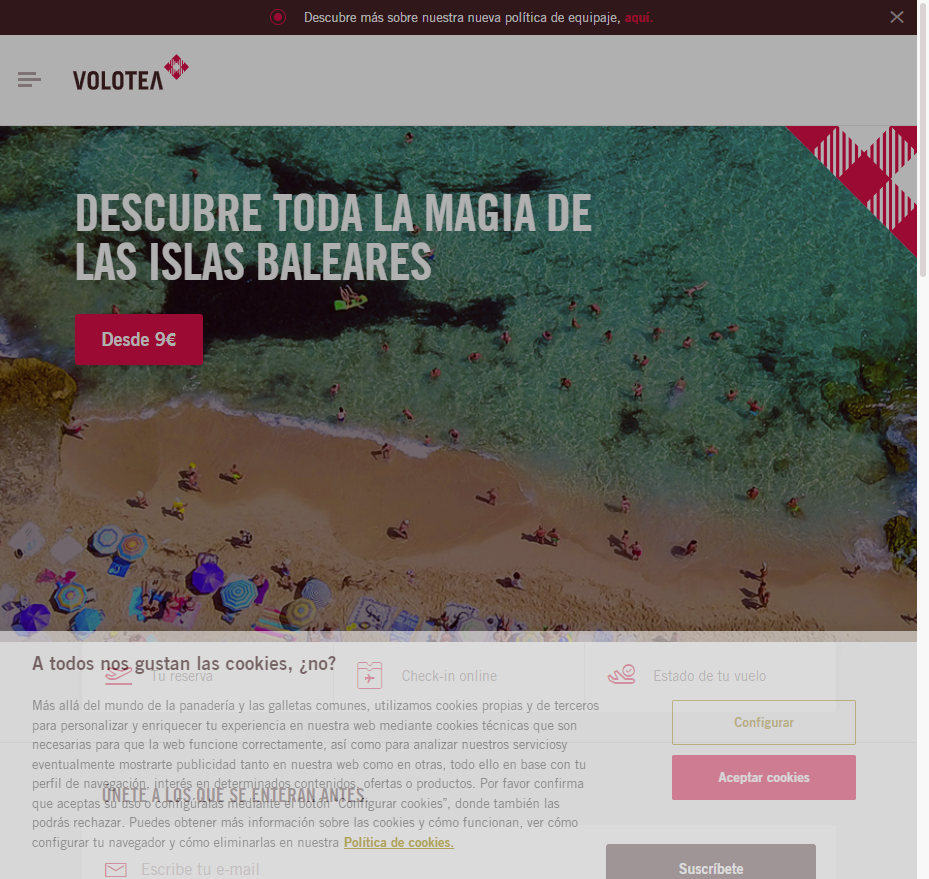 Descubre más sobre nuestra nueva política de equipaje, aquí.
VOLOTEA
DESCUBRE TODA LA MAGIA DE
LAS ISLAS BALEARES
Desde 9€
A todos nos gustan las cookies, ¿no?
Tu reserva
Check-in online
Estado de tu vuelo
Más allá del mundo de la panadería y las galletas comunes, utilizamos cookies propias y de terceros
para personalizar y enriquecer tu experiencia en nuestra web mediante cookies técnicas que son
necesarias para que la web funcione correctamente, así como para analizar nuestros serviciosy
eventualmente mostrarte publicidad tanto en nuestra web como en otras, todo ello en base con tu
perfil de navegación, interés en determinados contenidos, ofertas o productos. Por favor confirma
que aceptas su uso o configúralas mediante el botón "Configurar cookies", donde también las
podrás rechazar. Puedes obtener más información sobre las cookies y cómo funcionan, ver cómo
configurar tu navegador y cómo eliminarlas en nuestra Política de cookies.
Configurar
Aceptar cookies
ÚNETE A LOS QUE SE ENTERAN ANTES
Escribe tu e-mail
Suscríbete